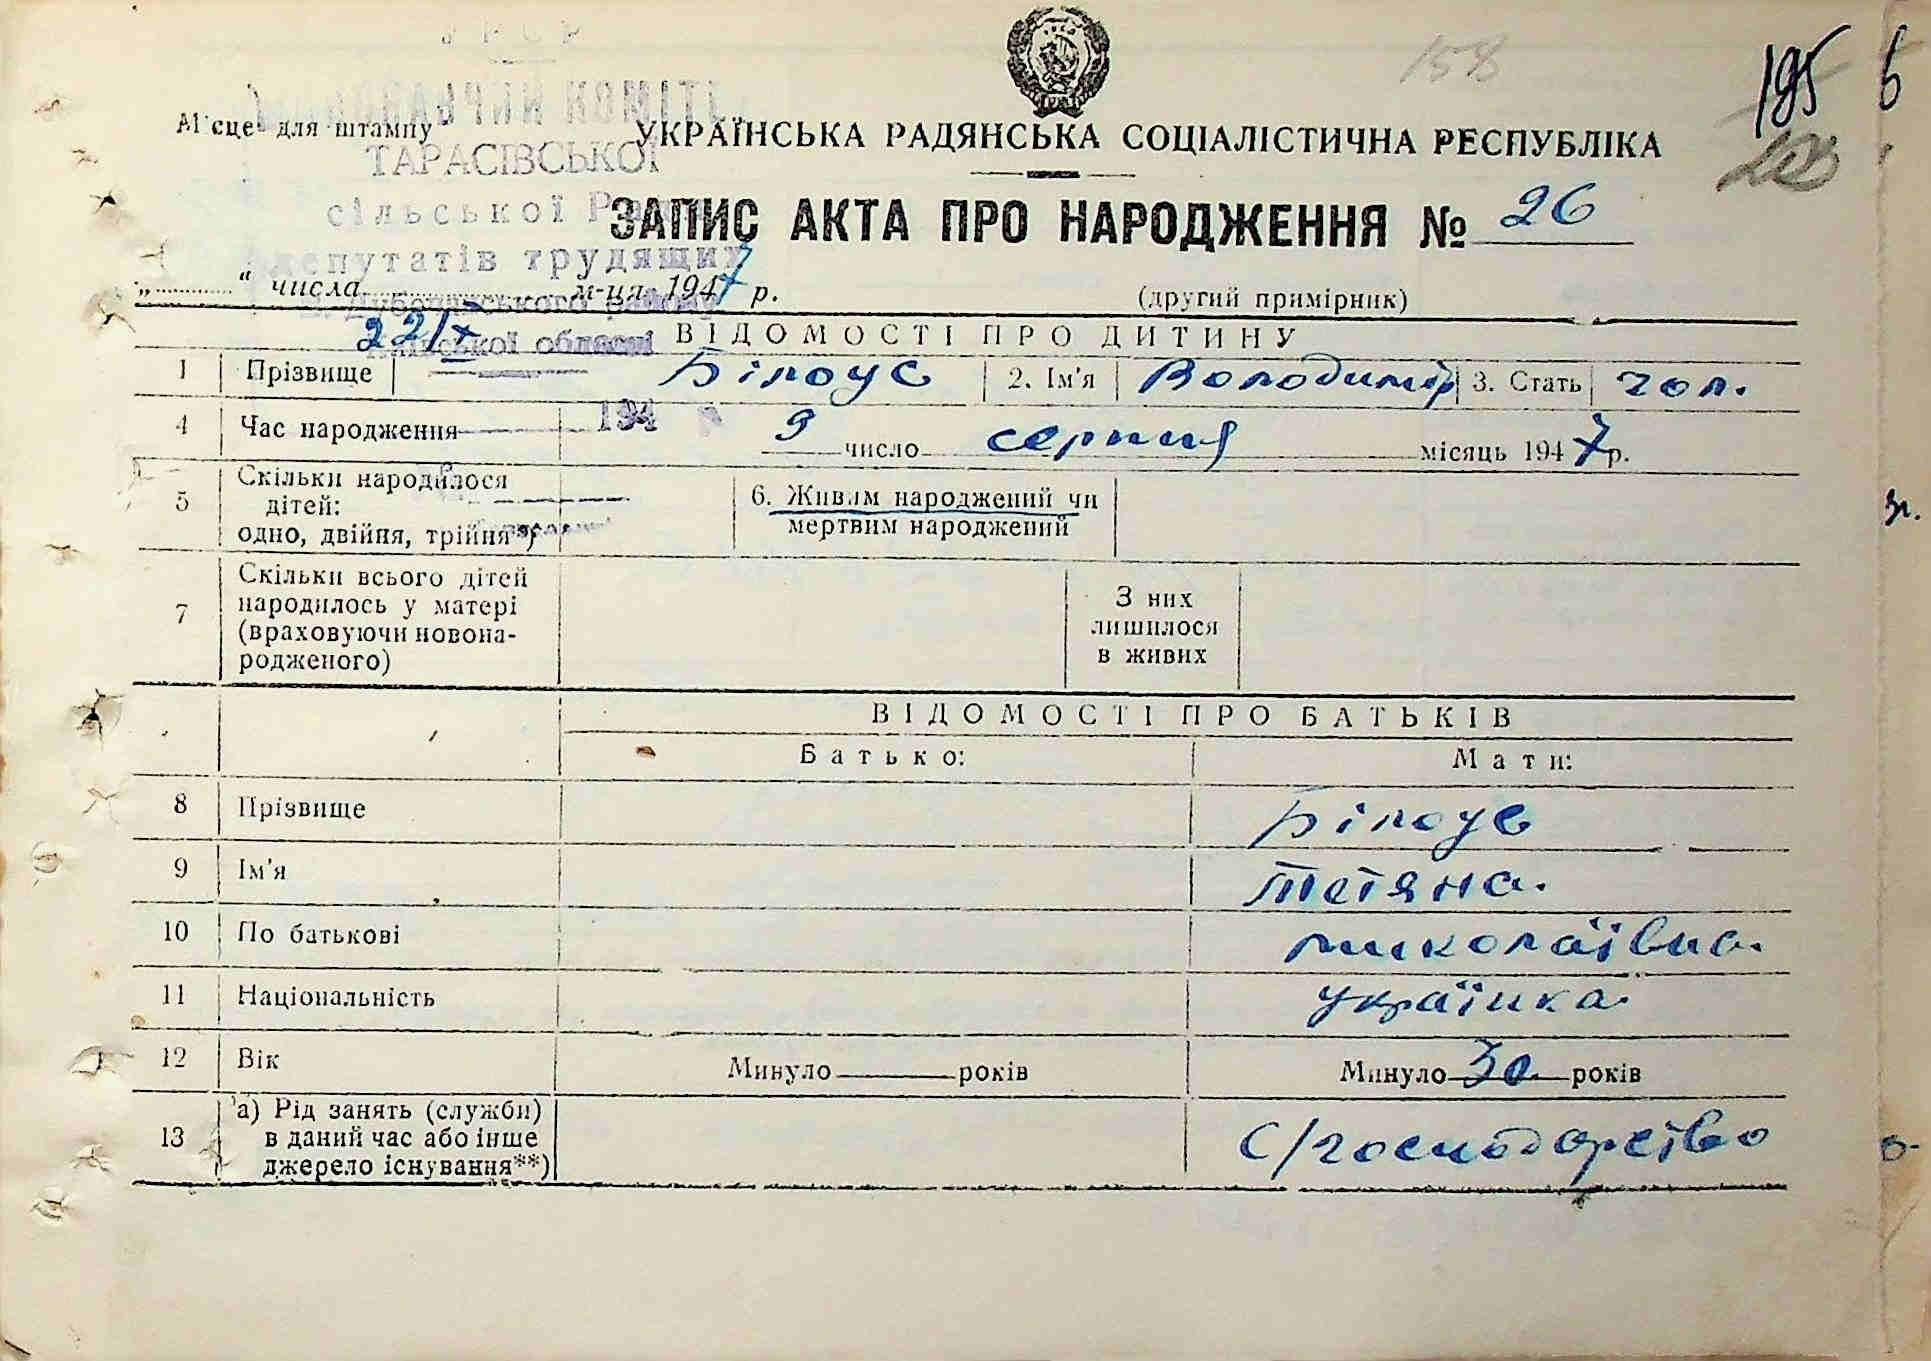 158
195
Місце для штампу
УКРАЇНСЬКА РАДЯНСЬКА СОЦІАЛІСТИЧНА РЕСПУБЛІКА
ТАРАСІВСЬКОЇ
сільської Ради
депутатів трудящих
ЗАПИС АКТА ПРО НАРОДЖЕННЯ № 26
„ “ числа м-ця 1947 р.
(другий примірник)
району
22/X
області
ВІДОМОСТІ ПРО ДИТИНУ
1 Прізвище Білоус 2. Ім'я Володимир 3. Стать чол.
194
4 Час народження 9 число серпня місяць 1947 р.
5 Скільки народилося
дітей:
одно, двійня, трійня*)
6. Живим народжений чи
мертвим народжений
7 Скільки всього дітей
народилось у матері
(враховуючи новона-
родженого)
З них
лишилося
в живих
ВІДОМОСТІ ПРО БАТЬКІВ
Батько: Мати:
8 Прізвище Білоус
9 Ім'я Тетяна.
10 По батькові Миколаївна.
11 Національність українка
12 Вік Минуло років Минуло 30 років
13 а) Рід занять (служби)
в даний час або інше
джерело існування**)
С/господарство